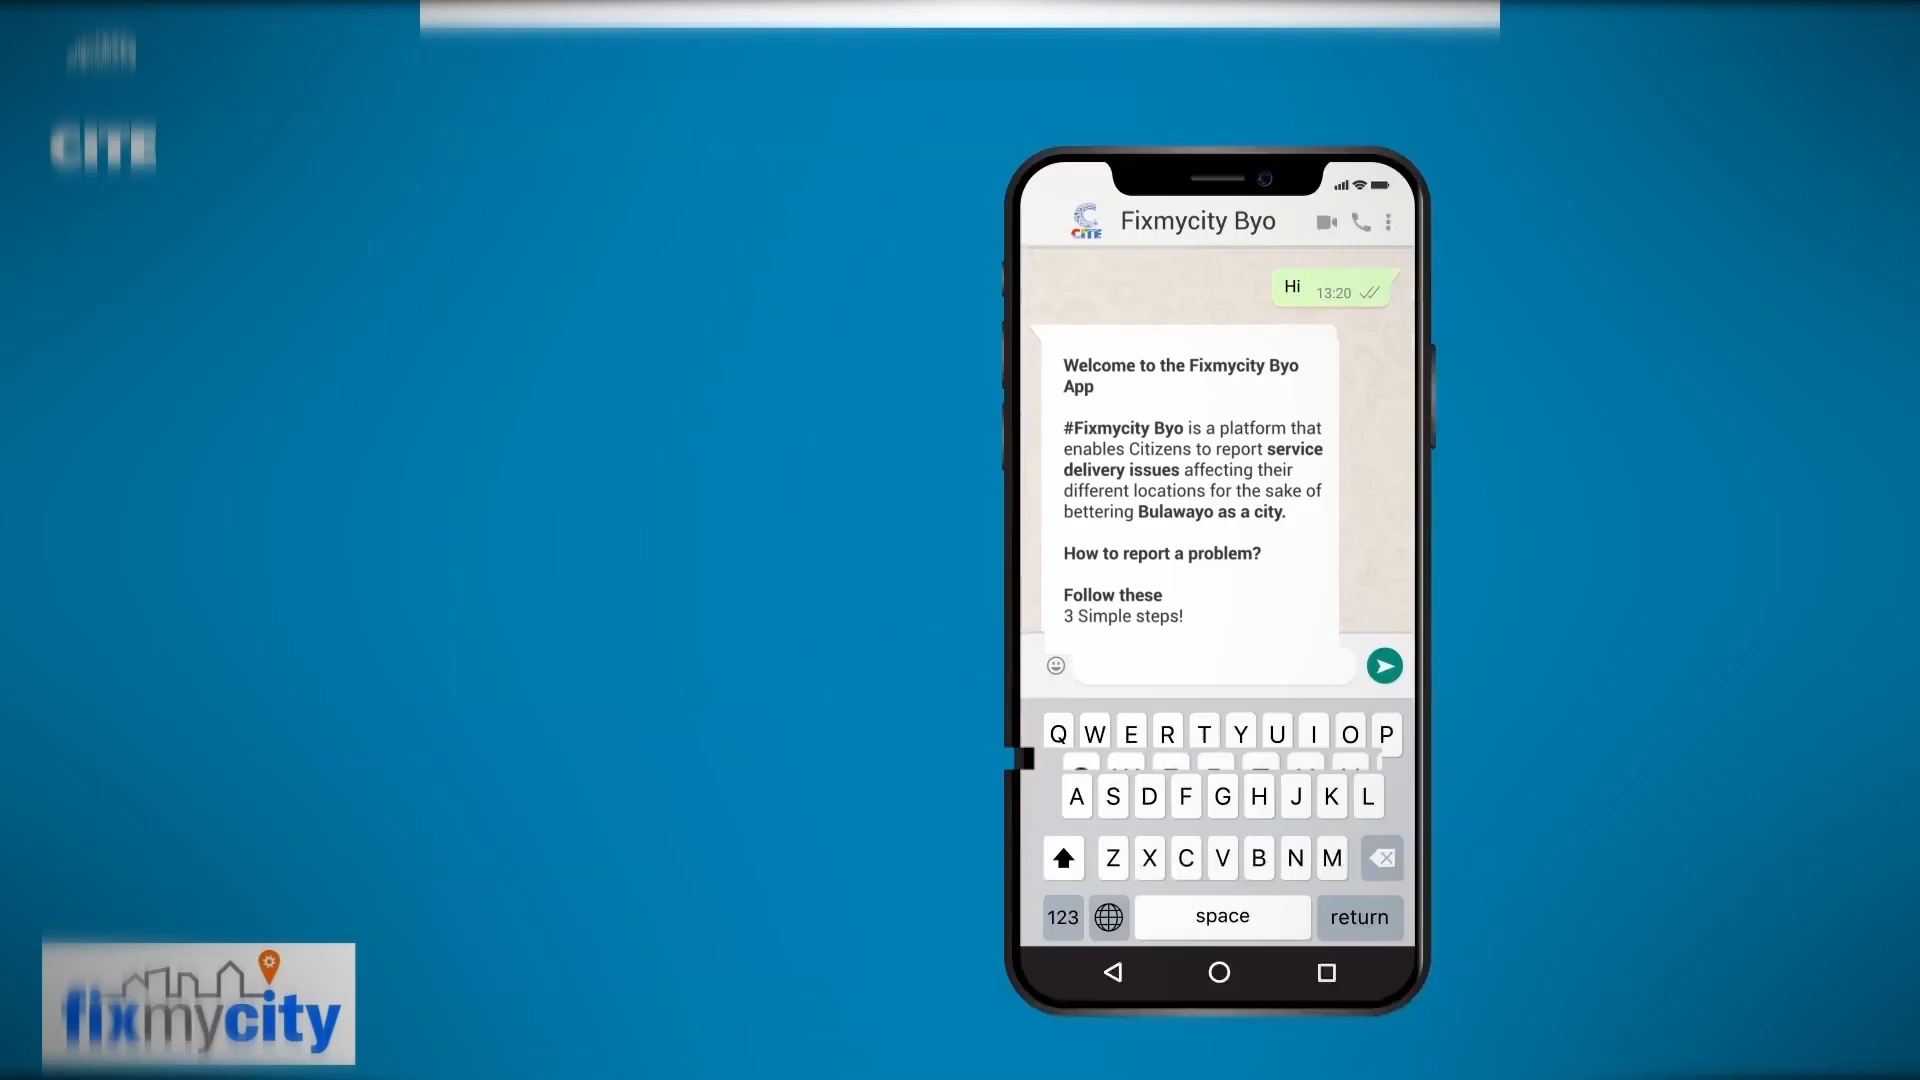 CITE
CITE
Fixmycity Byo
Hi
13:20
Welcome to the Fixmycity Byo
App
#Fixmycity Byo is a platform that
enables Citizens to report service
delivery issues affecting their
different locations for the sake of
bettering Bulawayo as a city.
How to report a problem?
Follow these
3 Simple steps!
Q W E R T Y U I O P
A S D F G H J K L
Z X C V B N M
123 space return
fixmycity